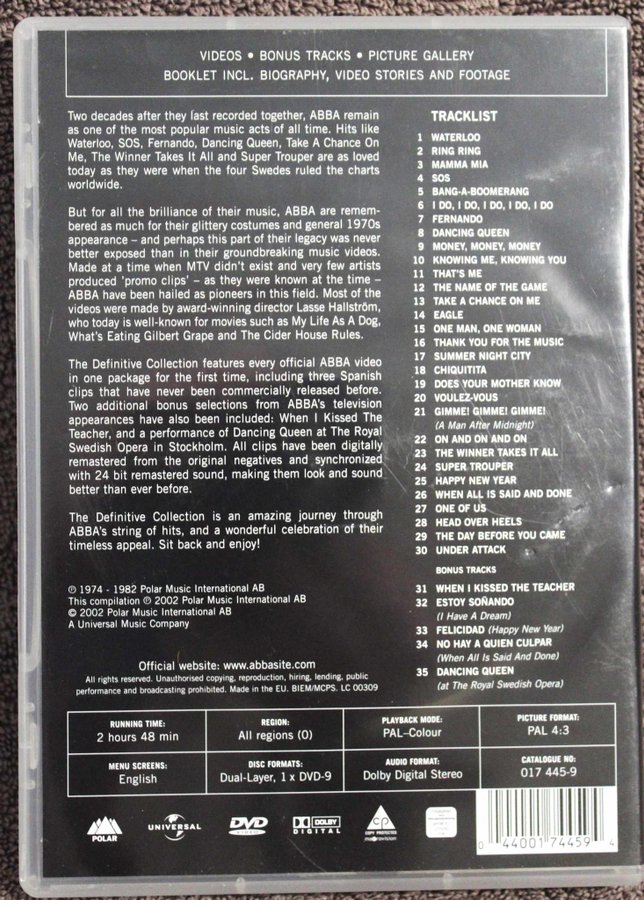 VIDEOS • BONUS TRACKS • PICTURE GALLERY
BOOKLET INCL. BIOGRAPHY, VIDEO STORIES AND FOOTAGE
Two decades after they last recorded together, ABBA remain
as one of the most popular music acts of all time. Hits like
Waterloo, SOS, Fernando, Dancing Queen, Take A Chance On
Me, The Winner Takes It All and Super Trouper are as loved
today as they were when the four Swedes ruled the charts
worldwide.
But for all the brilliance of their music, ABBA are remem-
bered as much for their glittery costumes and general 1970s
appearance – and perhaps this part of their legacy was never
better exposed than in their groundbreaking music videos.
Made at a time when MTV didn't exist and very few artists
produced 'promo clips' – as they were known at the time –
ABBA have been hailed as pioneers in this field. Most of the
videos were made by award-winning director Lasse Hallström,
who today is well-known for movies such as My Life As A Dog,
What's Eating Gilbert Grape and The Cider House Rules.
The Definitive Collection features every official ABBA video
in one package for the first time, including three Spanish
clips that have never been commercially released before.
Two additional bonus selections from ABBA's television
appearances have also been included: When I Kissed The
Teacher, and a performance of Dancing Queen at The Royal
Swedish Opera in Stockholm. All clips have been digitally
remastered from the original negatives and synchronized
with 24 bit remastered sound, making them look and sound
better than ever before.
The Definitive Collection is an amazing journey through
ABBA's string of hits, and a wonderful celebration of their
timeless appeal. Sit back and enjoy!
℗ 1974 - 1982 Polar Music International AB
This compilation ℗ 2002 Polar Music International AB
© 2002 Polar Music International AB
A Universal Music Company
Official website: www.abbasite.com
All rights reserved. Unauthorised copying, reproduction, hiring, lending, public
performance and broadcasting prohibited. Made in the EU. BIEM/MCPS. LC 00309
TRACKLIST
1 WATERLOO
2 RING RING
3 MAMMA MIA
4 SOS
5 BANG-A-BOOMERANG
6 I DO, I DO, I DO, I DO, I DO
7 FERNANDO
8 DANCING QUEEN
9 MONEY, MONEY, MONEY
10 KNOWING ME, KNOWING YOU
11 THAT'S ME
12 THE NAME OF THE GAME
13 TAKE A CHANCE ON ME
14 EAGLE
15 ONE MAN, ONE WOMAN
16 THANK YOU FOR THE MUSIC
17 SUMMER NIGHT CITY
18 CHIQUITITA
19 DOES YOUR MOTHER KNOW
20 VOULEZ-VOUS
21 GIMME! GIMME! GIMME!
(A Man After Midnight)
22 ON AND ON AND ON
23 THE WINNER TAKES IT ALL
24 SUPER TROUPER
25 HAPPY NEW YEAR
26 WHEN ALL IS SAID AND DONE
27 ONE OF US
28 HEAD OVER HEELS
29 THE DAY BEFORE YOU CAME
30 UNDER ATTACK
BONUS TRACKS
31 WHEN I KISSED THE TEACHER
32 ESTOY SOÑANDO
(I Have A Dream)
33 FELICIDAD (Happy New Year)
34 NO HAY A QUIEN CULPAR
(When All Is Said And Done)
35 DANCING QUEEN
(at The Royal Swedish Opera)
RUNNING TIME:
2 hours 48 min
REGION:
All regions (0)
PLAYBACK MODE:
PAL–Colour
PICTURE FORMAT:
PAL 4:3
MENU SCREENS:
English
DISC FORMATS:
Dual-Layer, 1 x DVD-9
AUDIO FORMAT:
Dolby Digital Stereo
CATALOGUE NO:
017 445-9
POLAR
UNIVERSAL
DVD
VIDEO
DOLBY
DIGITAL
CP
COPY PROTECTED
macrovision
0 44001 74459 4